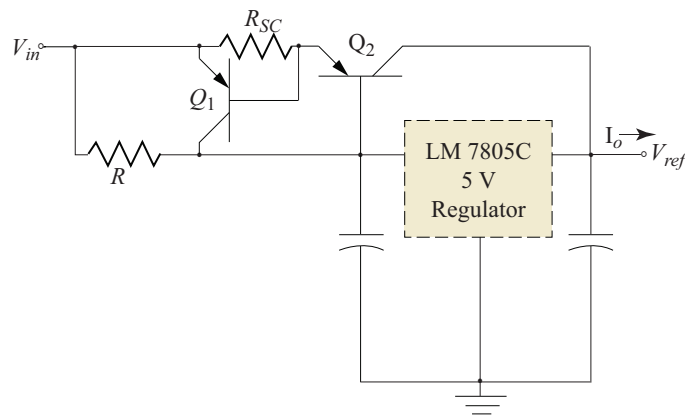 R_SC
Q_2
V_in
Q_1
I_o
LM 7805C
5 V
Regulator
V_ref
R